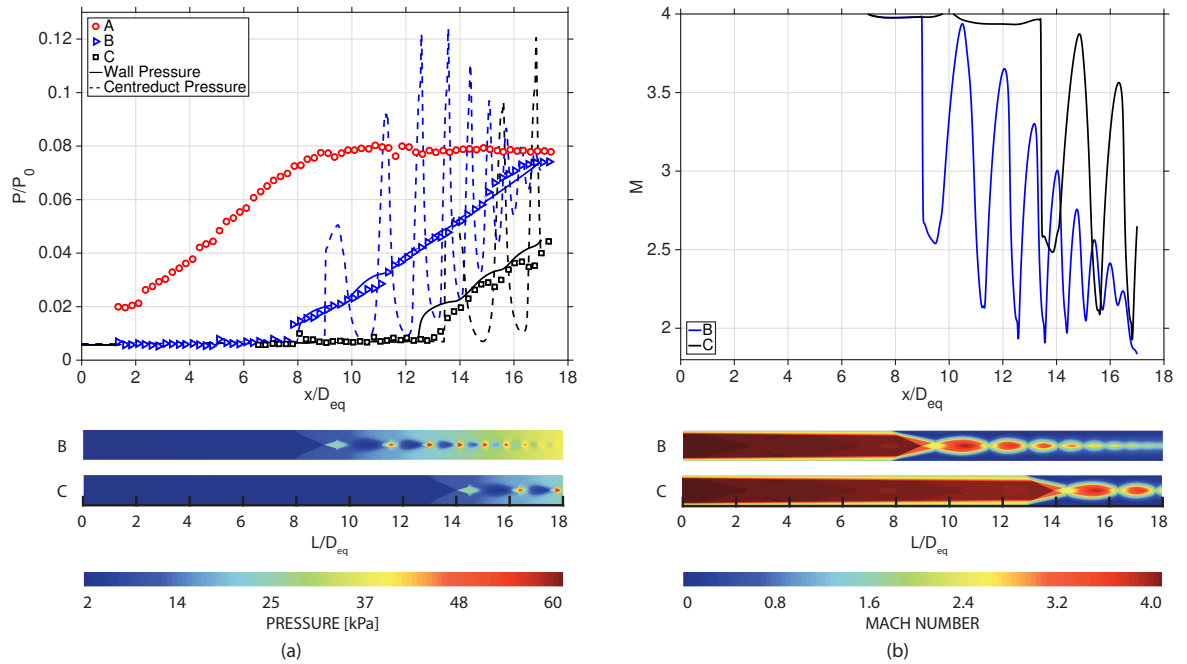 A
B
C
Wall Pressure
Centreduct Pressure
P/P0
0.12
0.1
0.08
0.06
0.04
0.02
0
0 2 4 6 8 10 12 14 16 18
x/Deq
B
C
0 2 4 6 8 10 12 14 16 18
L/Deq
2 14 25 37 48 60
PRESSURE [kPa]
(a)
M
4
3.5
3
2.5
2
B
C
0 2 4 6 8 10 12 14 16 18
x/Deq
B
C
0 2 4 6 8 10 12 14 16 18
L/Deq
0 0.8 1.6 2.4 3.2 4.0
MACH NUMBER
(b)